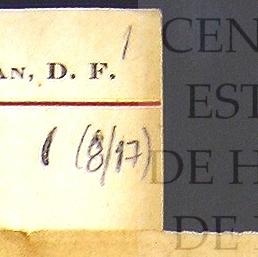 1
AN, D. F.
1 (8/17)
CEN
EST
DE H
DE